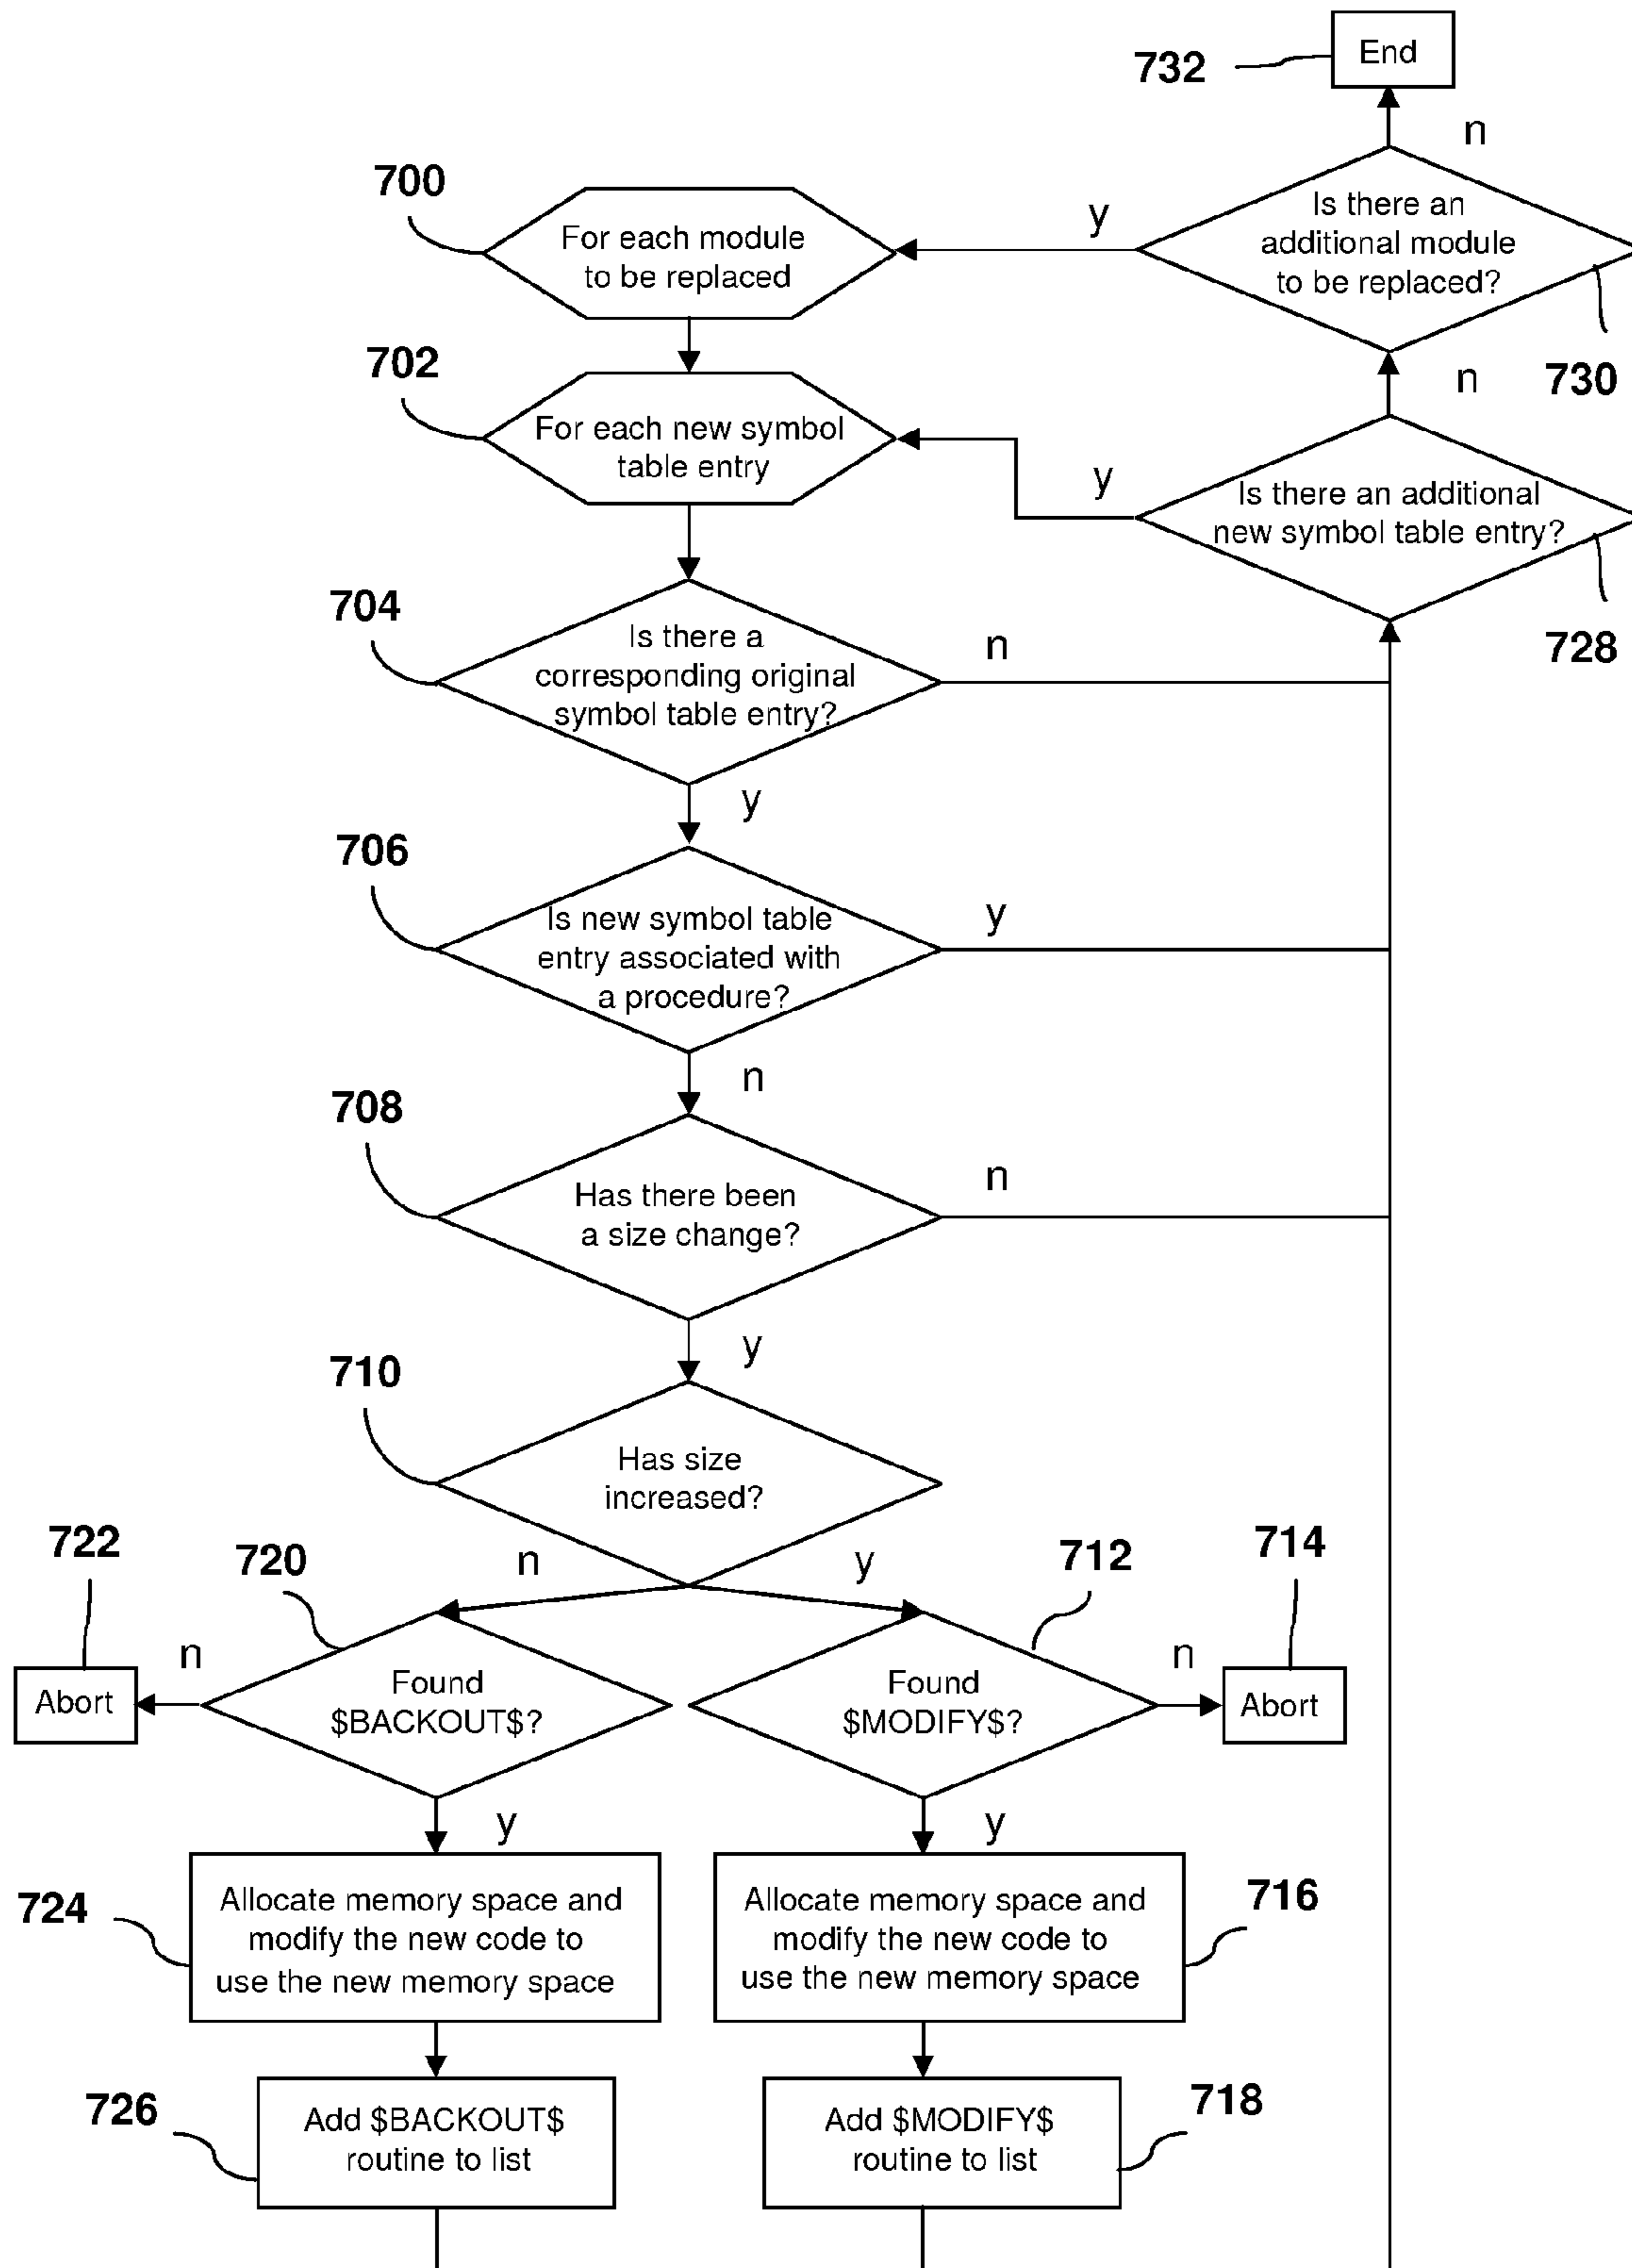 732
End
n
700
For each module
to be replaced
y
Is there an
additional module
to be replaced?
730
n
702
For each new symbol
table entry
y
Is there an additional
new symbol table entry?
728
704
Is there a
corresponding original
symbol table entry?
n
y
706
Is new symbol table
entry associated with
a procedure?
y
n
708
Has there been
a size change?
n
y
710
Has size
increased?
n
y
722
720
712
714
Abort
n
Found
$BACKOUT$?
Found
$MODIFY$?
n
Abort
y
y
724
Allocate memory space and
modify the new code to
use the new memory space
Allocate memory space and
modify the new code to
use the new memory space
716
726
Add $BACKOUT$
routine to list
Add $MODIFY$
routine to list
718